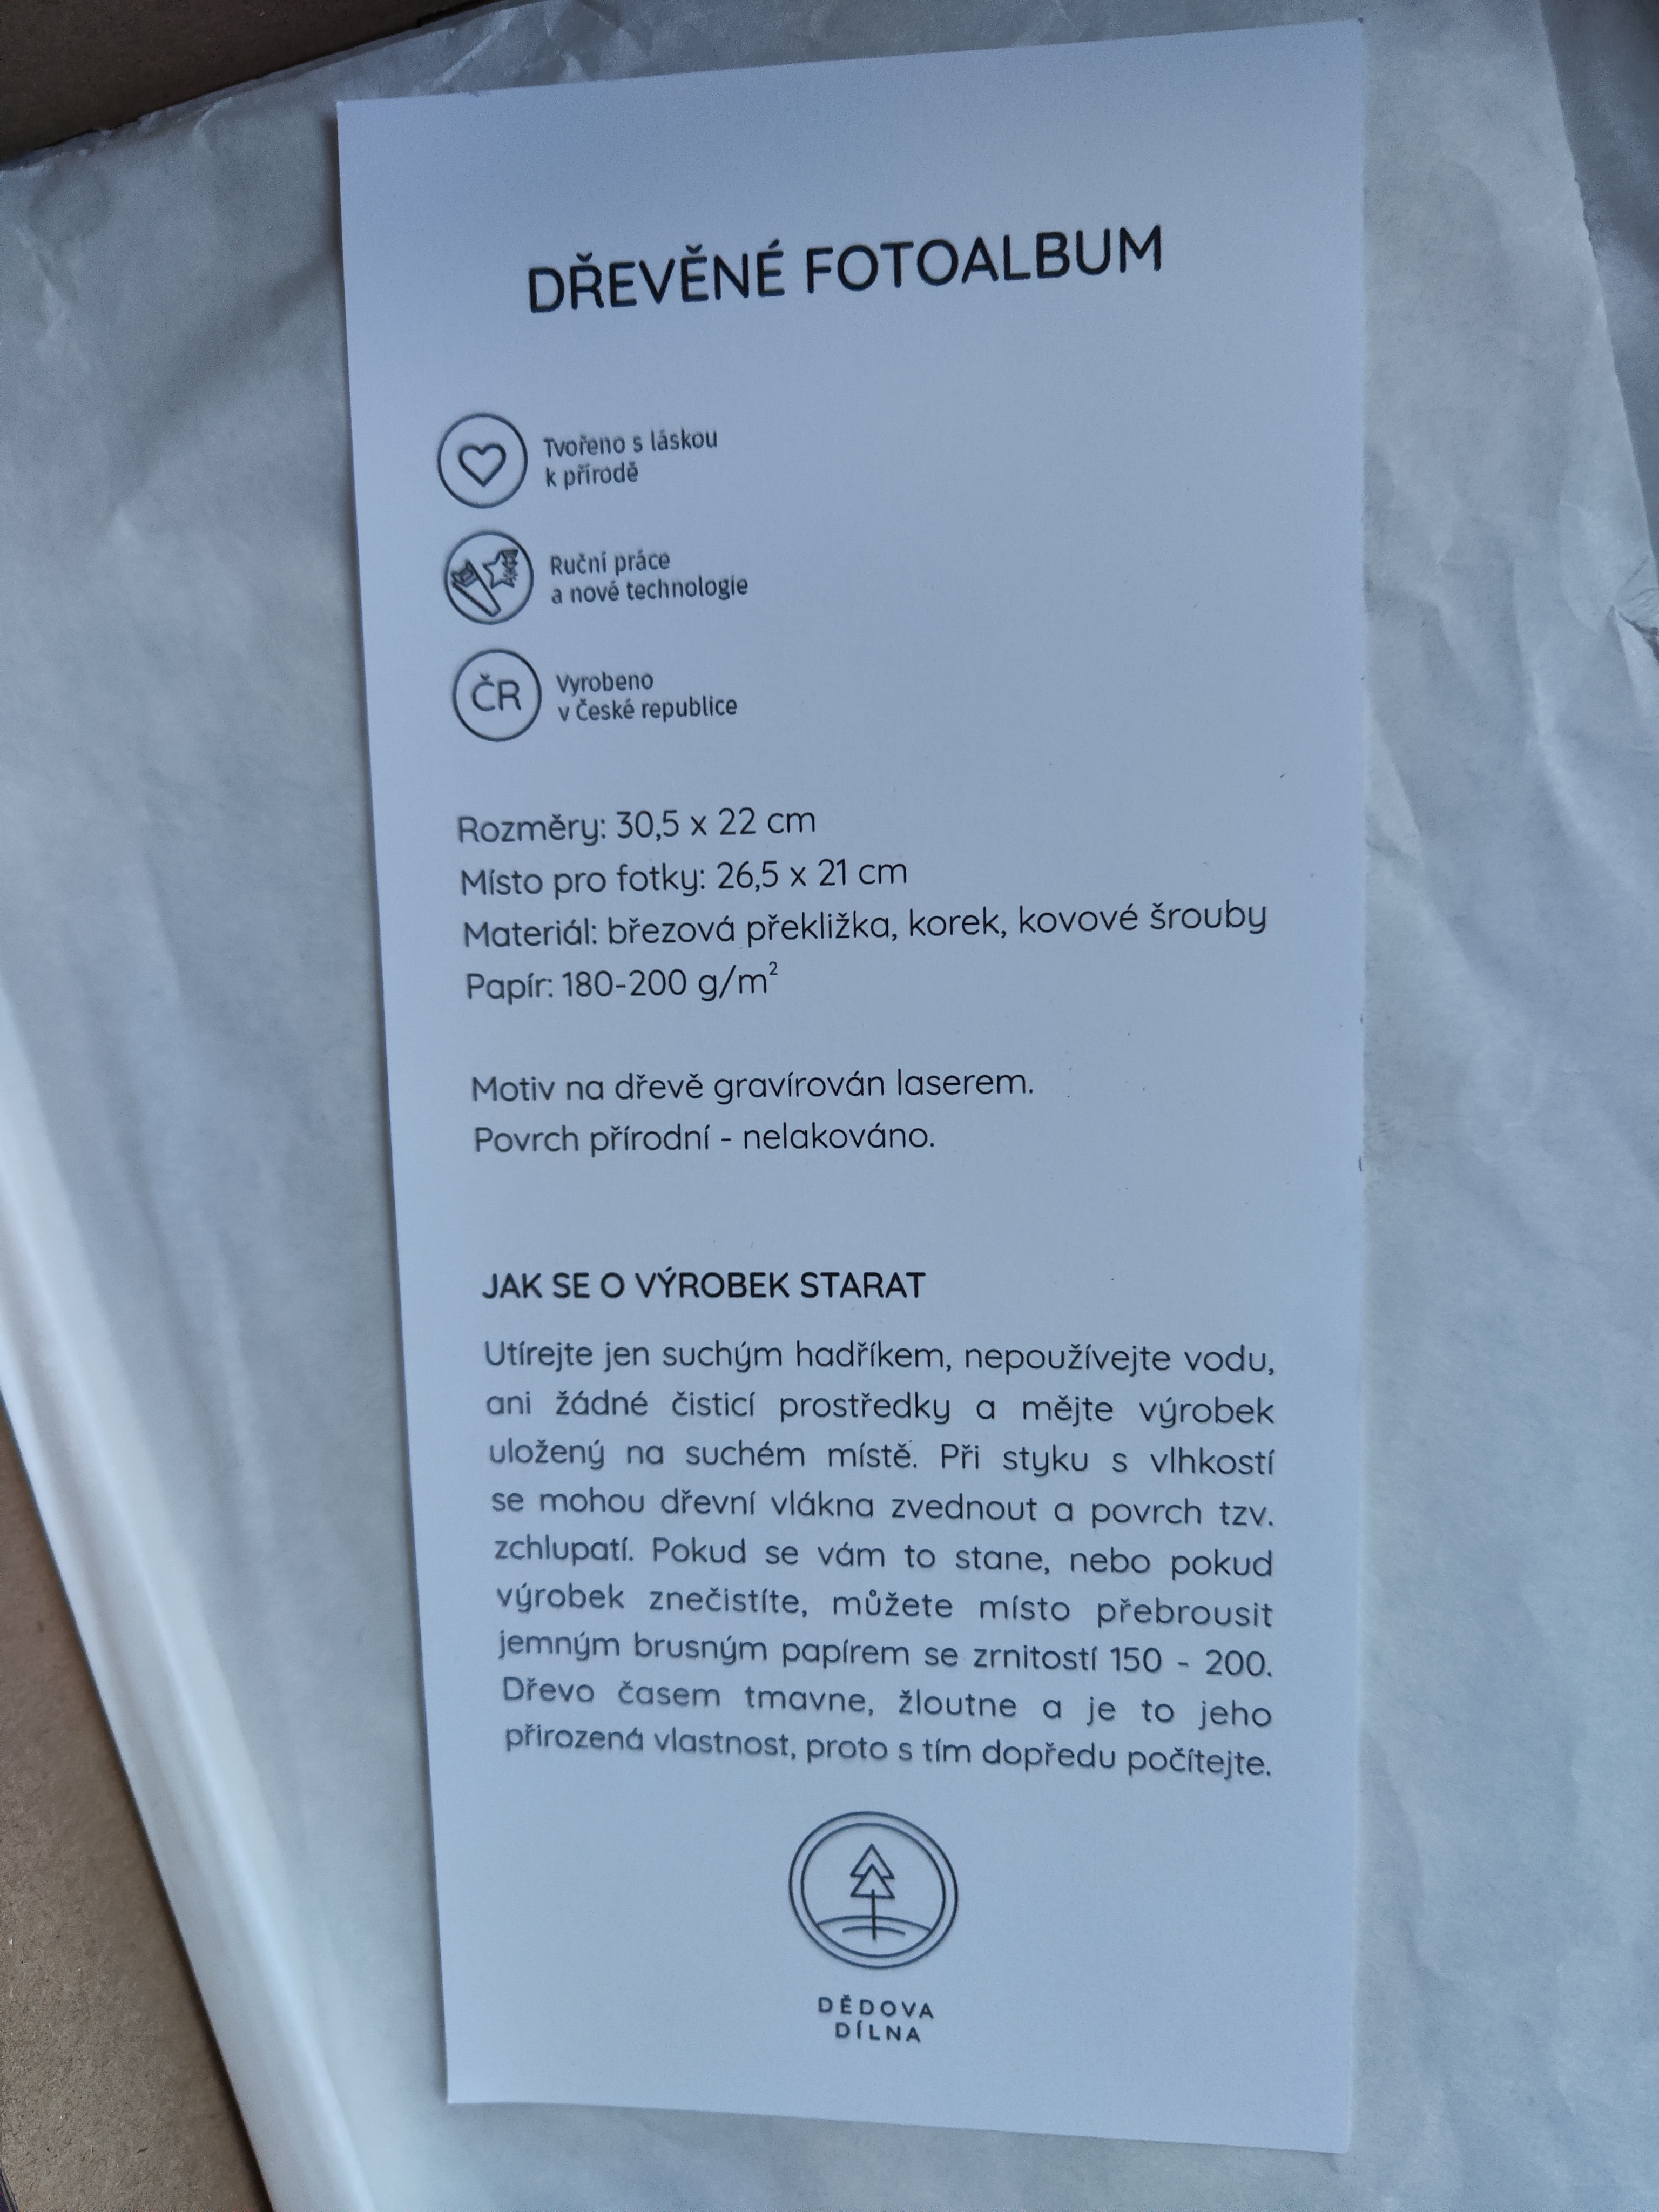 DŘEVĚNÉ FOTOALBUM
Tvořeno s láskou
k přírodě
Ruční práce
a nové technologie
ČR
Vyrobeno
v České republice
Rozměry: 30,5 x 22 cm
Místo pro fotky: 26,5 x 21 cm
Materiál: březová překližka, korek, kovové šrouby
Papír: 180-200 g/m²
Motiv na dřevě gravírován laserem.
Povrch přírodní - nelakováno.
JAK SE O VÝROBEK STARAT
Utírejte jen suchým hadříkem, nepoužívejte vodu,
ani žádné čisticí prostředky a mějte výrobek
uložený na suchém místě. Při styku s vlhkostí
se mohou dřevní vlákna zvednout a povrch tzv.
zchlupatí. Pokud se vám to stane, nebo pokud
výrobek znečistíte, můžete místo přebrousit
jemným brusným papírem se zrnitostí 150 - 200.
Dřevo časem tmavne, žloutne a je to jeho
přirozená vlastnost, proto s tím dopředu počítejte.
DĚDOVA
DÍLNA